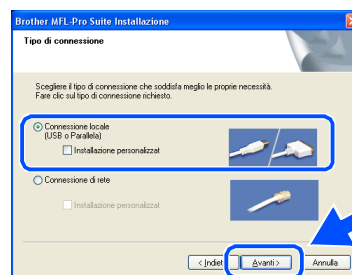 Brother MFL-Pro Suite Installazione
Tipo di connessione
Scegliere il tipo di connessione che soddisfa meglio le proprie necessità.
Fare clic sul tipo di connessione richiesto.
Connessione locale
(USB o Parallela)
Installazione personalizzat
Connessione di rete
Installazione personalizzat
< Indiet
Avanti >
Annulla